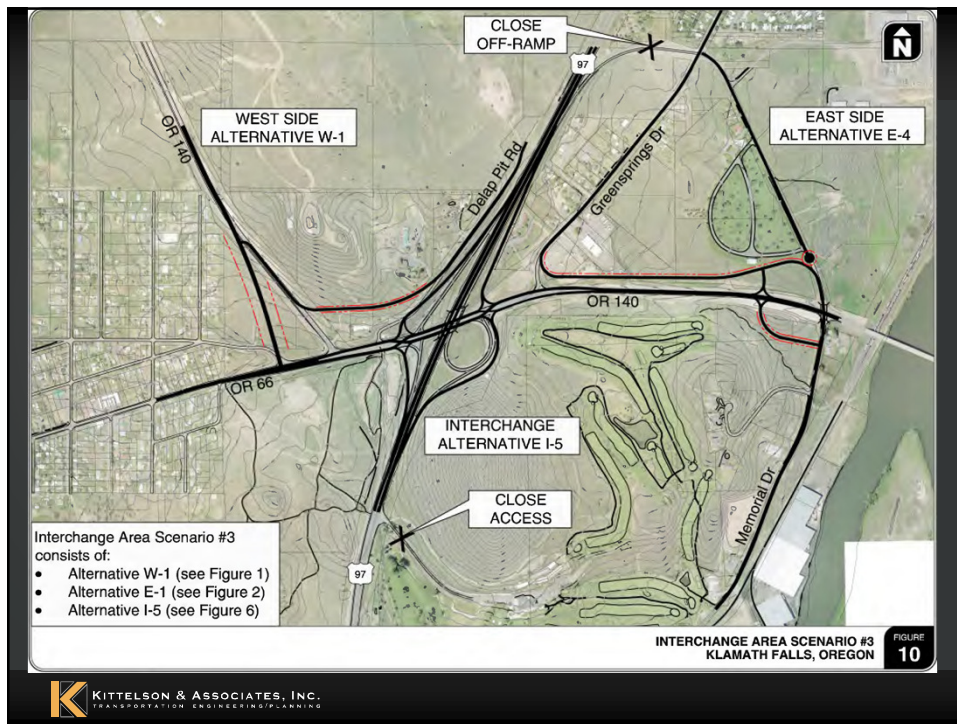 CLOSE
OFF-RAMP
N
97
WEST SIDE
ALTERNATIVE W-1
EAST SIDE
ALTERNATIVE E-4
OR 140
Delap Pit Rd
Greensprings Dr
OR 140
OR 66
INTERCHANGE
ALTERNATIVE I-5
CLOSE
ACCESS
Memorial Dr
97
Interchange Area Scenario #3
consists of:
• Alternative W-1 (see Figure 1)
• Alternative E-1 (see Figure 2)
• Alternative I-5 (see Figure 6)
INTERCHANGE AREA SCENARIO #3
KLAMATH FALLS, OREGON
FIGURE
10
KITTELSON & ASSOCIATES, INC.
TRANSPORTATION ENGINEERING/PLANNING